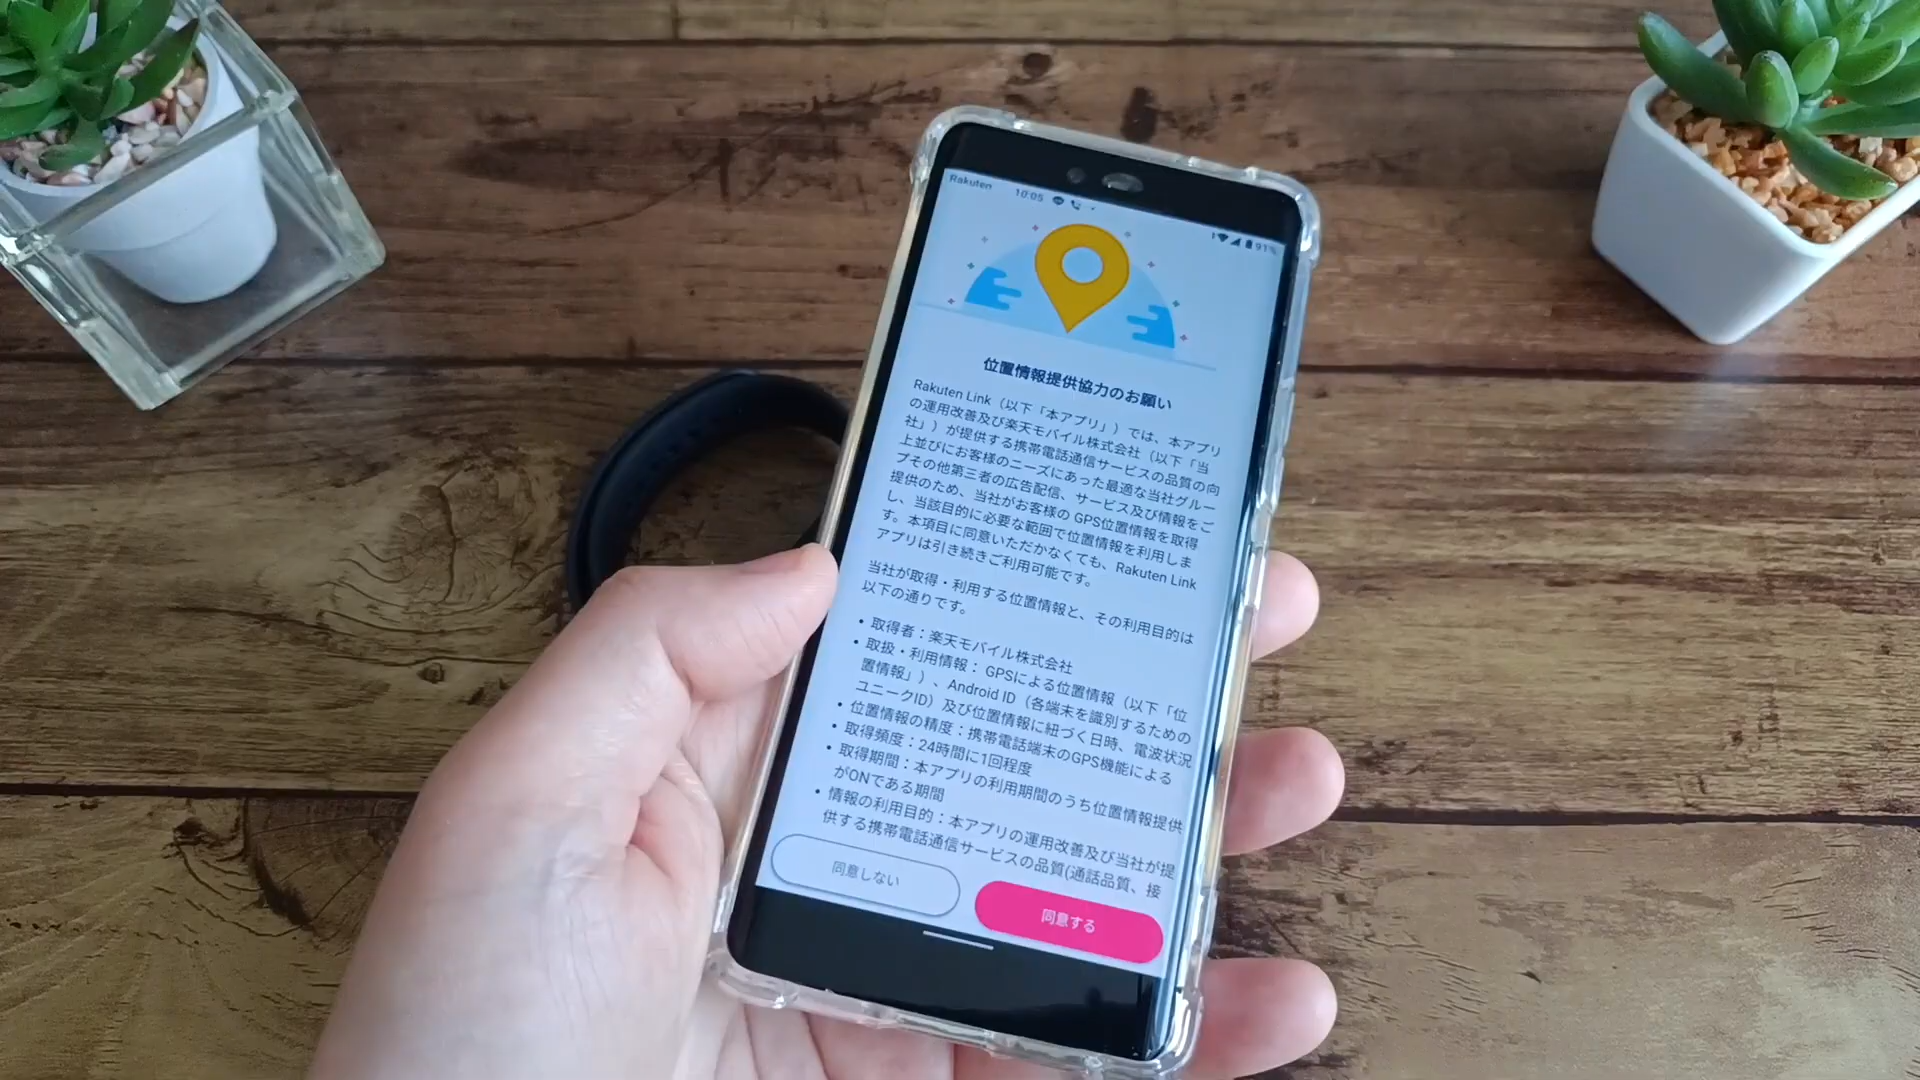 Rakuten 10:05 91%
位置情報提供協力のお願い
Rakuten Link（以下「本アプリ」）では、本アプリ
の運用改善及び楽天モバイル株式会社（以下「当
社」）が提供する携帯電話通信サービスの品質の向
上並びにお客様のニーズにあった最適な当社グルー
プその他第三者の広告配信、サービス及び情報をご
提供のため、当社がお客様の GPS位置情報を取得
し、当該目的に必要な範囲で位置情報を利用しま
す。本項目に同意いただかなくても、Rakuten Link
アプリは引き続きご利用可能です。
当社が取得・利用する位置情報と、その利用目的は
以下の通りです。
• 取得者：楽天モバイル株式会社
• 取扱・利用情報： GPSによる位置情報（以下「位
置情報」）、Android ID（各端末を識別するための
ユニークID）及び位置情報に紐づく日時、電波状況
• 位置情報の精度：携帯電話端末のGPS機能による
• 取得頻度：24時間に1回程度
• 取得期間：本アプリの利用期間のうち位置情報提供
がONである期間
• 情報の利用目的：本アプリの運用改善及び当社が提
供する携帯電話通信サービスの品質(通話品質、接
同意しない
同意する